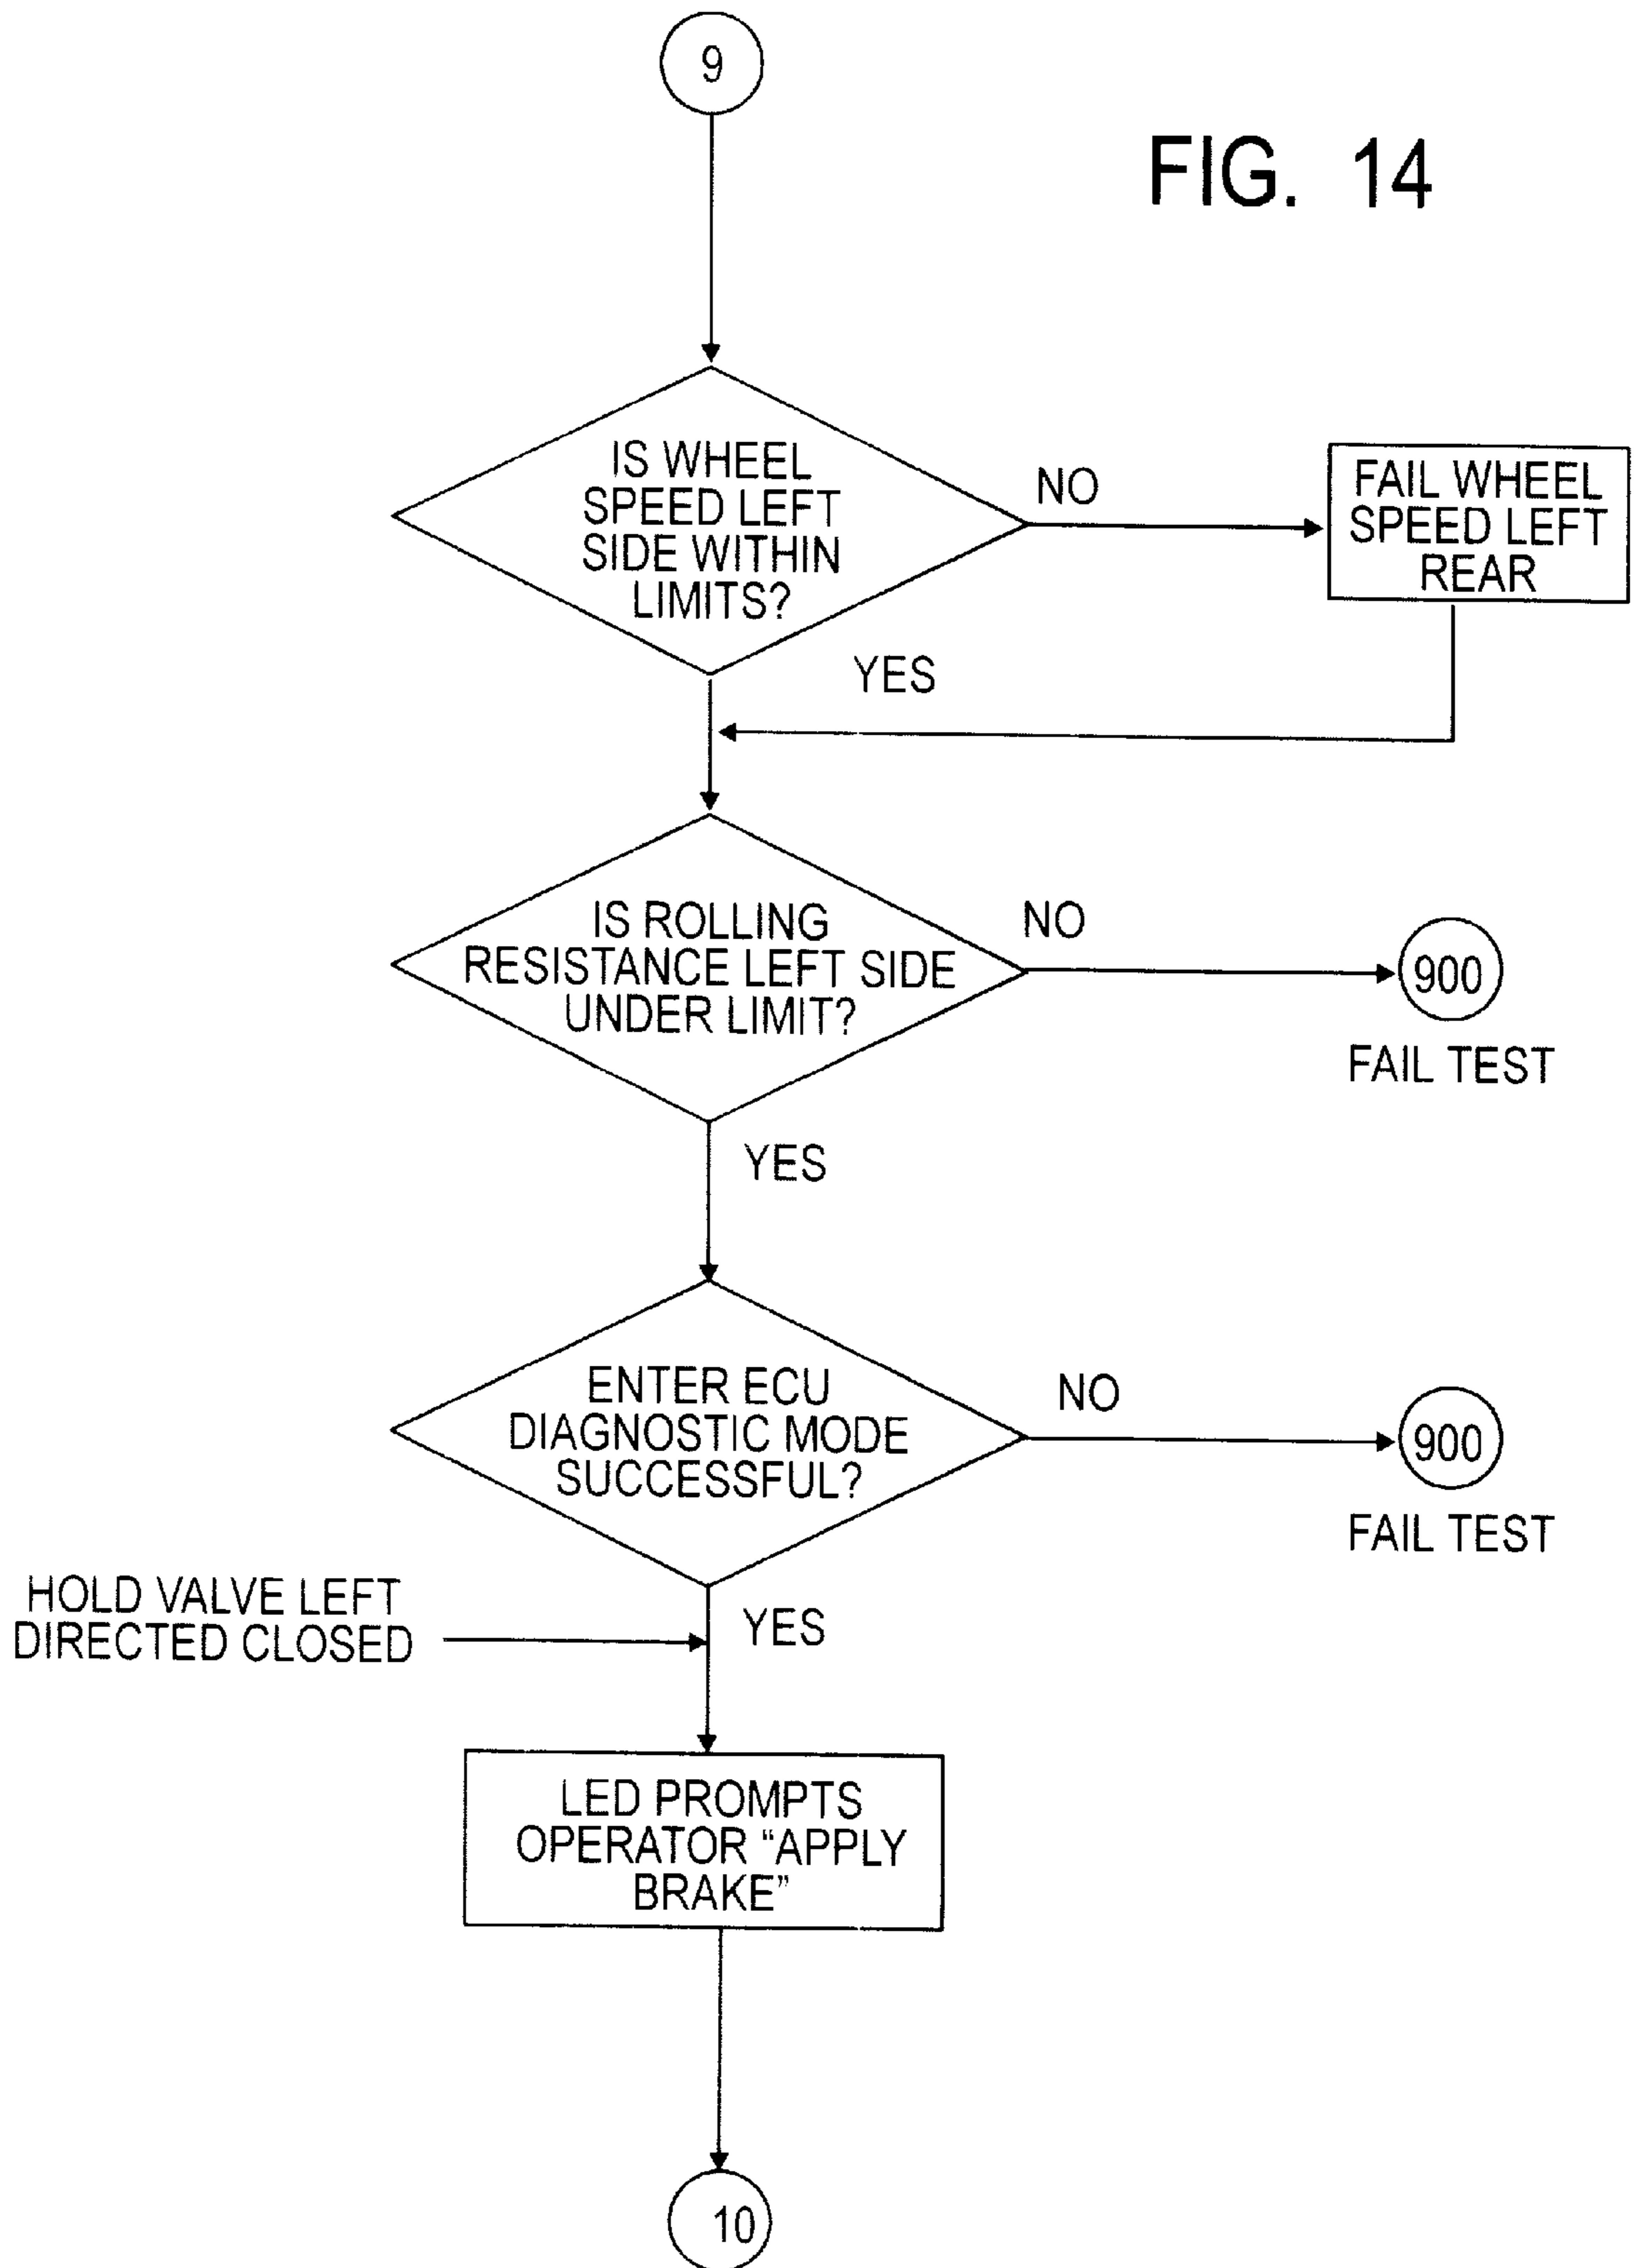 9
FIG. 14
IS WHEEL
SPEED LEFT
SIDE WITHIN
LIMITS?
NO
FAIL WHEEL
SPEED LEFT
REAR
YES
IS ROLLING
RESISTANCE LEFT SIDE
UNDER LIMIT?
NO
900
FAIL TEST
YES
ENTER ECU
DIAGNOSTIC MODE
SUCCESSFUL?
NO
900
FAIL TEST
HOLD VALVE LEFT
DIRECTED CLOSED
YES
LED PROMPTS
OPERATOR “APPLY
BRAKE”
10